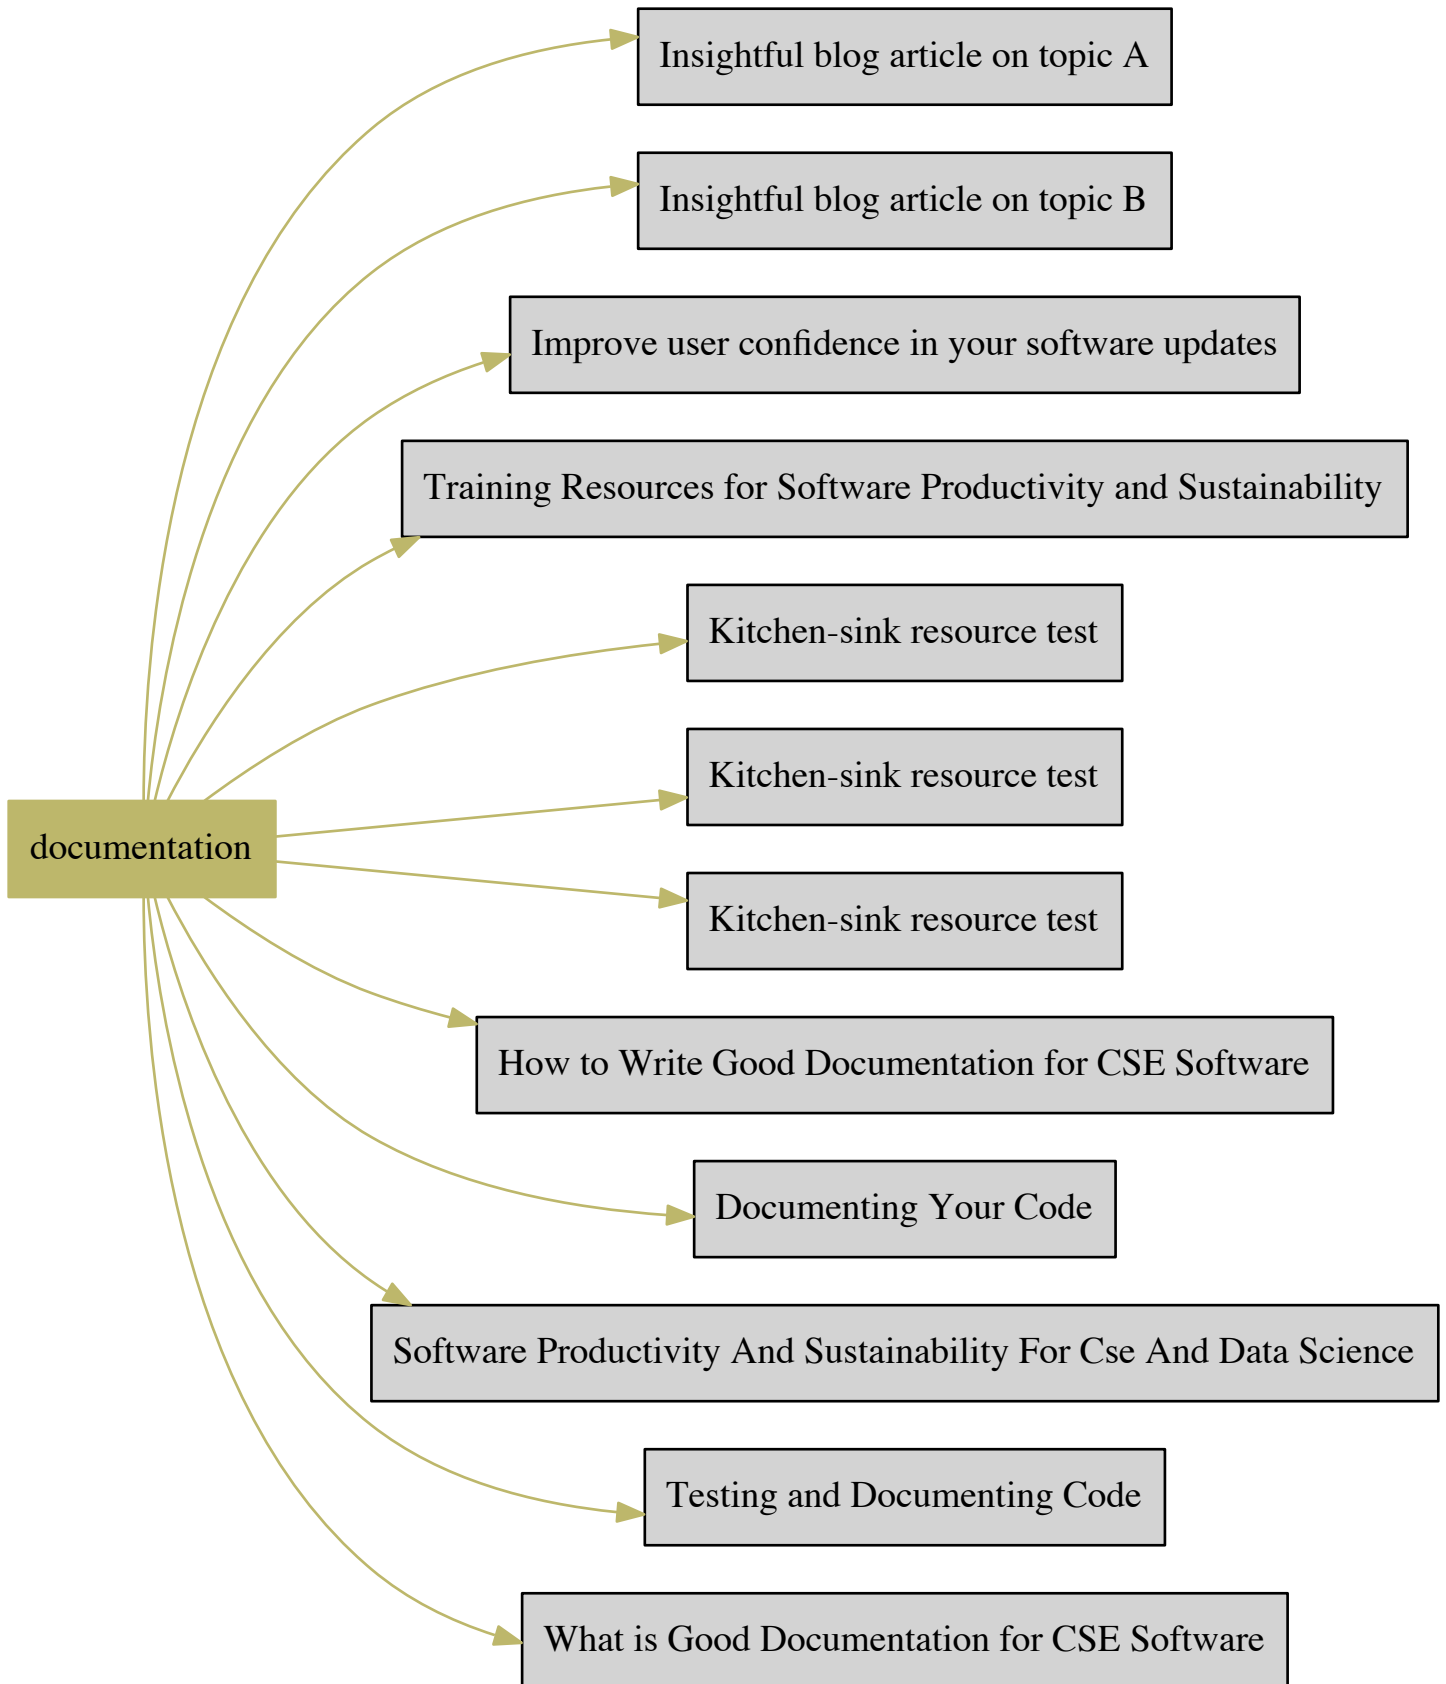 Insightful blog article on topic A
Insightful blog article on topic B
Improve user confidence in your software updates
Training Resources for Software Productivity and Sustainability
Kitchen-sink resource test
Kitchen-sink resource test
documentation
Kitchen-sink resource test
How to Write Good Documentation for CSE Software
Documenting Your Code
Software Productivity And Sustainability For Cse And Data Science
Testing and Documenting Code
What is Good Documentation for CSE Software